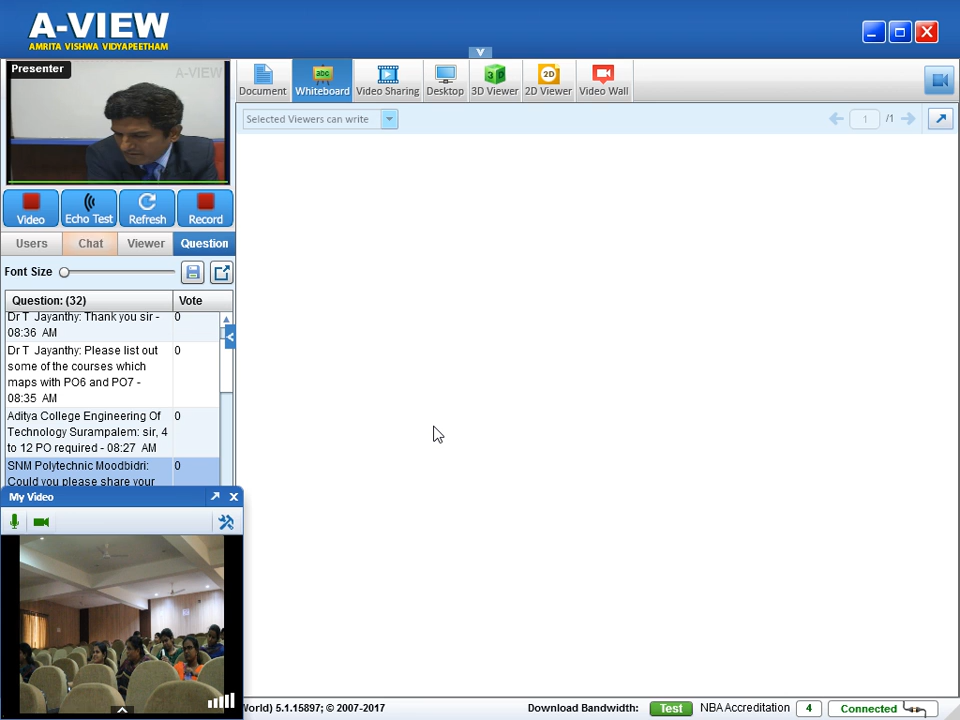 A-VIEW
AMRITA VISHWA VIDYAPEETHAM
Presenter
A-VIEW
Document
abc
Whiteboard
Video Sharing
Desktop
3D
3D Viewer
2D
2D Viewer
Video Wall
Selected Viewers can write
1 /1
Video
Echo Test
Refresh
Record
Users
Chat
Viewer
Question
Font Size
Question: (32)
Vote
Dr T Jayanthy: Thank you sir - 0
08:36 AM
Dr T Jayanthy: Please list out 0
some of the courses which
maps with PO6 and PO7 -
08:35 AM
Aditya College Engineering Of 0
Technology Surampalem: sir, 4
to 12 PO required - 08:27 AM
SNM Polytechnic Moodbidri: 0
Could you please share your
My Video
World) 5.1.15897; © 2007-2017
Download Bandwidth:
Test
NBA Accreditation
4
Connected